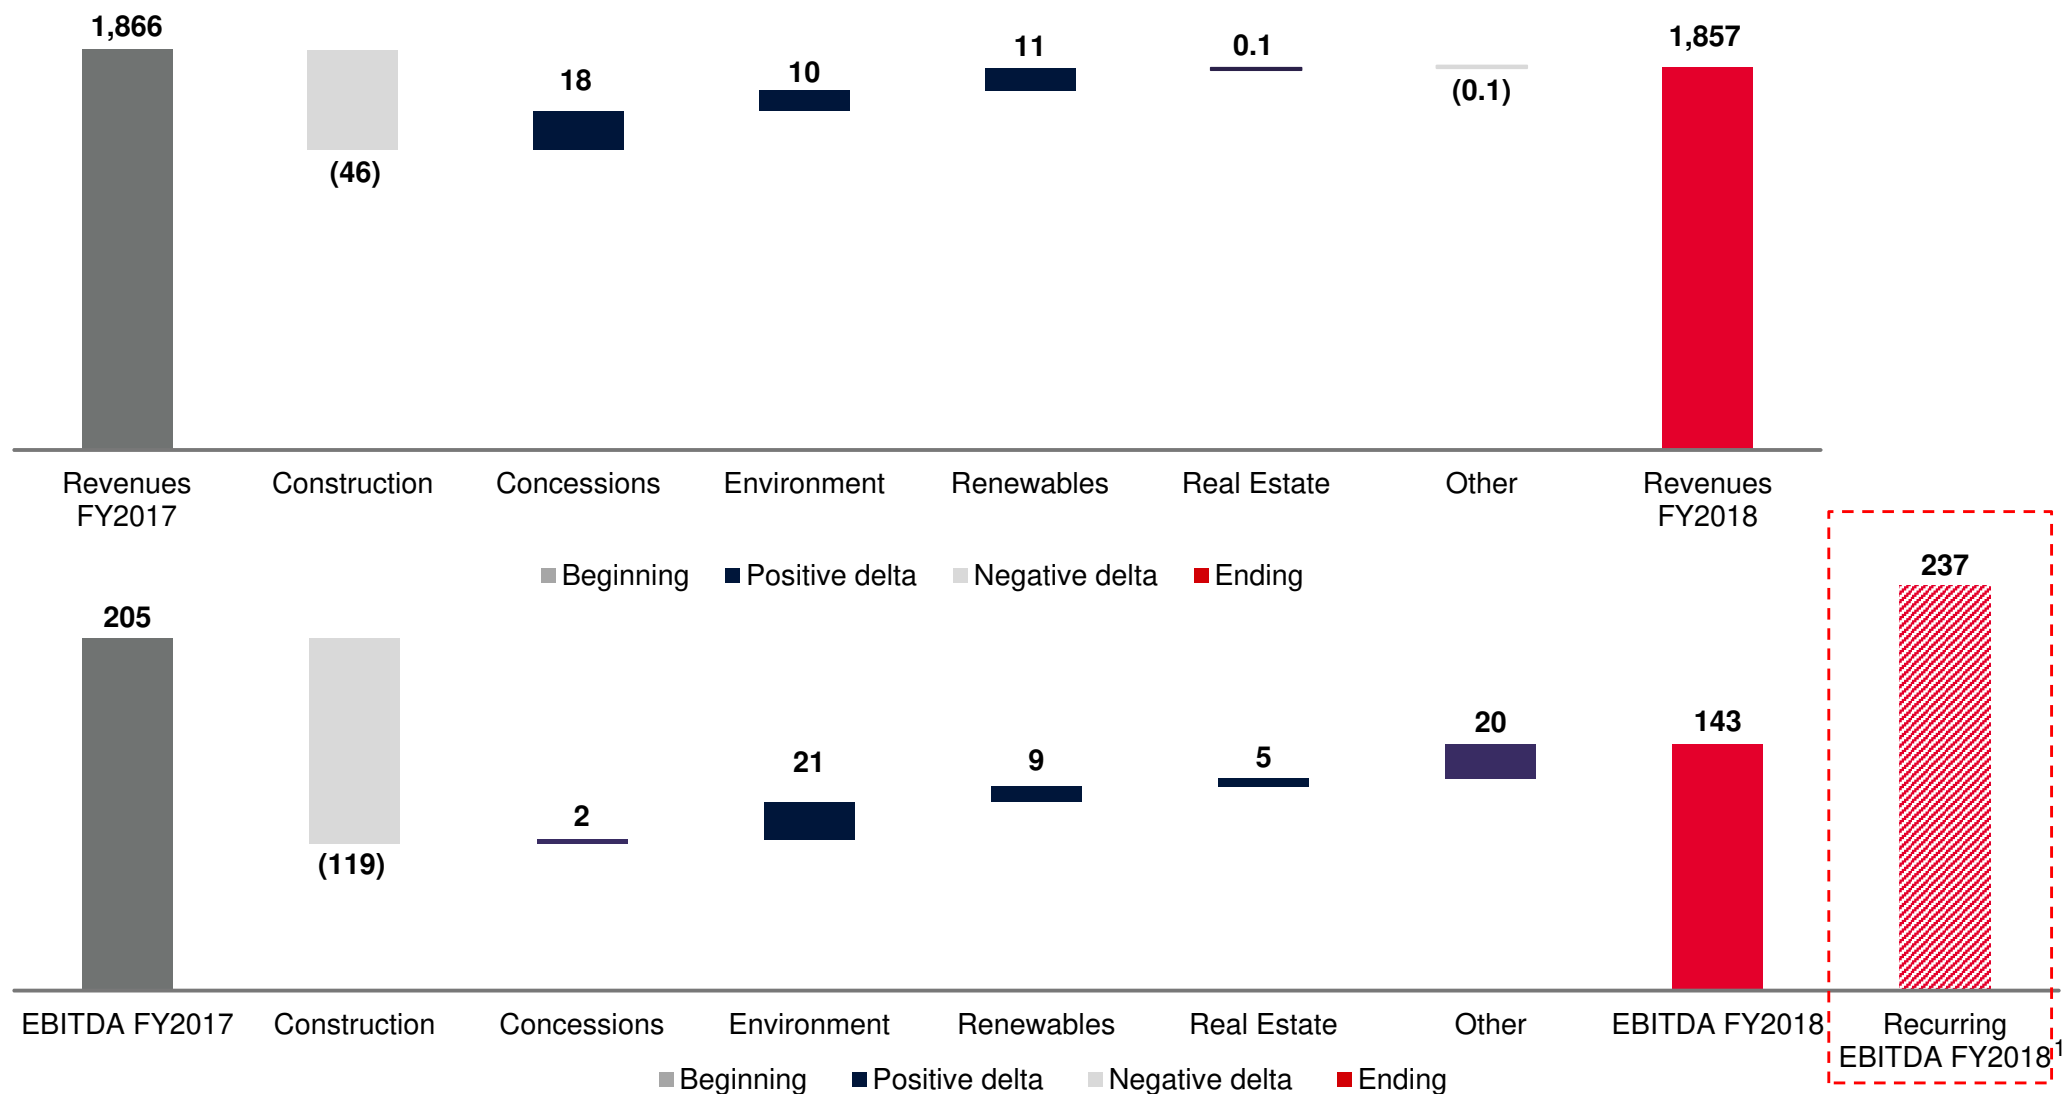 1,866
(46)
18
10
11
0.1
(0.1)
1,857
Revenues
FY2017
Construction
Concessions
Environment
Renewables
Real Estate
Other
Revenues
FY2018
Beginning
Positive delta
Negative delta
Ending
205
(119)
2
21
9
5
20
143
237
EBITDA FY2017
Construction
Concessions
Environment
Renewables
Real Estate
Other
EBITDA FY2018
Recurring
EBITDA FY2018¹
Beginning
Positive delta
Negative delta
Ending